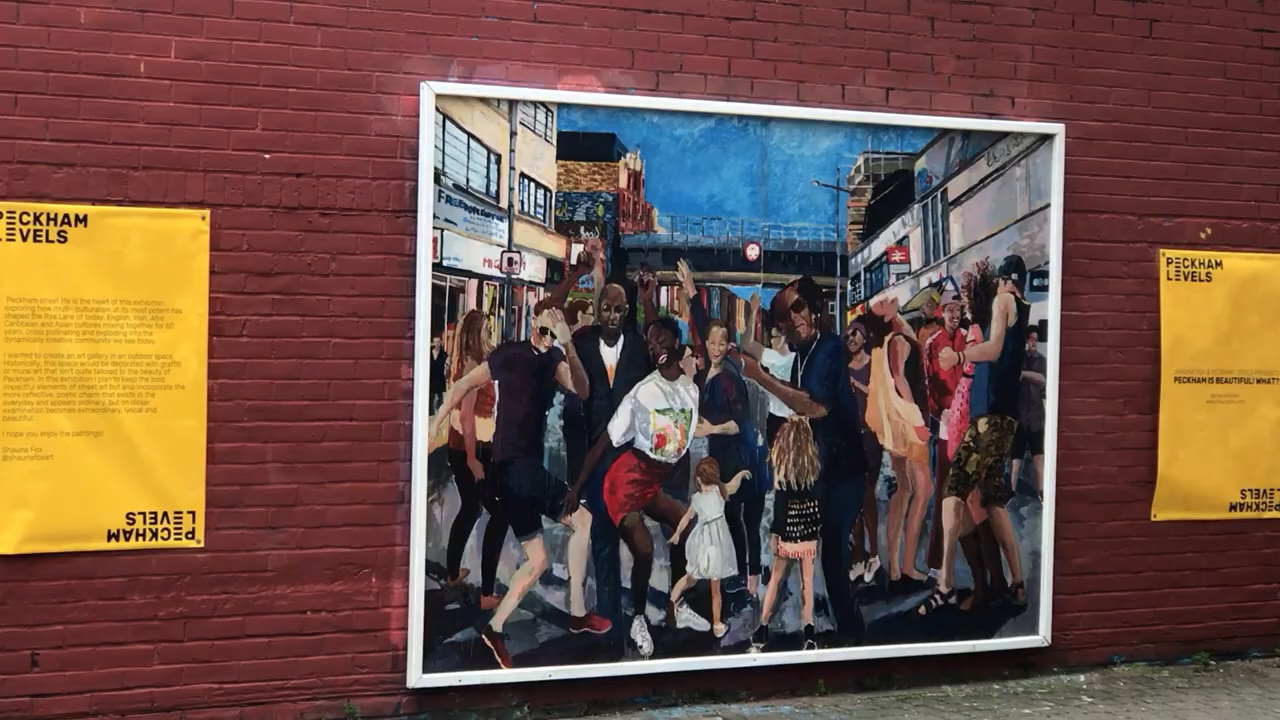 PECKHAM
LEVELS
Peckham street life is the heart of this exhibition,
exploring how multi-culturalism at its most potent has
shaped the Rye Lane of today. English, Irish, Afro
Caribbean and Asian cultures mixing together for 60
years, cross pollinating and exploding into the
dynamically creative community we see today.
I wanted to create an art gallery in an outdoor space.
Historically, this space would be decorated with graffiti
or mural art that isn't quite tailored to the beauty of
Peckham. In this exhibition I plan to keep the bold
impactful elements of street art but also incorporate the
more reflective, poetic charm that exists in the
everyday and appears ordinary, but on closer
examination becomes extraordinary, lyrical and
beautiful.
I hope you enjoy the paintings!
Shauna Fox
@shaunafoxart
PECKHAM
LEVELS
PECKHAM
LEVELS
PECKHAM IS BEAUTIFUL! WHAT?
LEVELS
PECKHAM